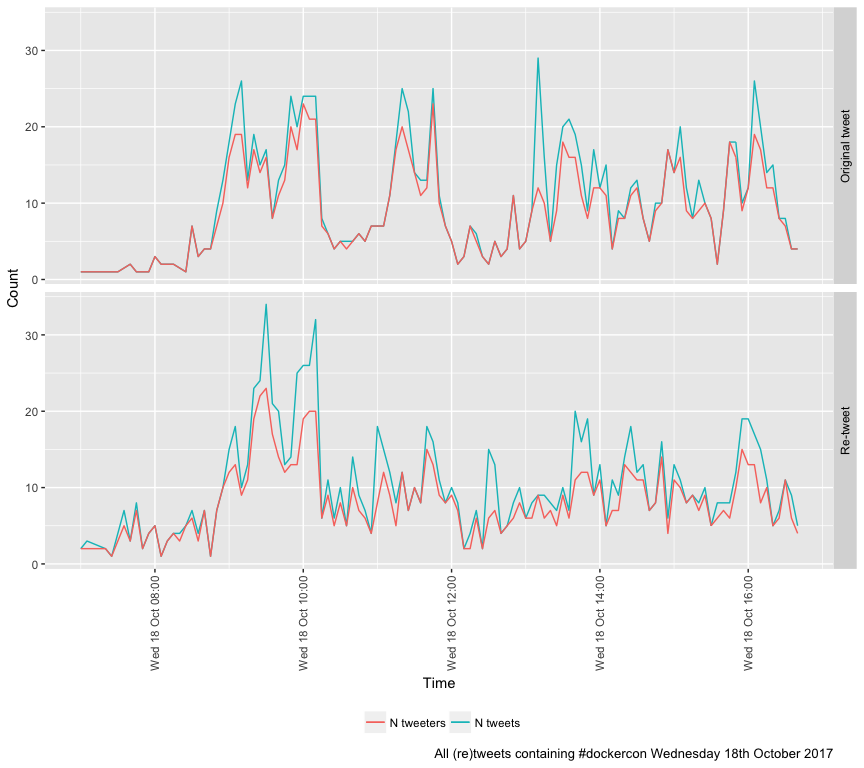 30
20
10
0
Original tweet
Count
30
20
10
0
Re-tweet
Wed 18 Oct 08:00
Wed 18 Oct 10:00
Wed 18 Oct 12:00
Wed 18 Oct 14:00
Wed 18 Oct 16:00
Time
N tweeters
N tweets
All (re)tweets containing #dockercon Wednesday 18th October 2017